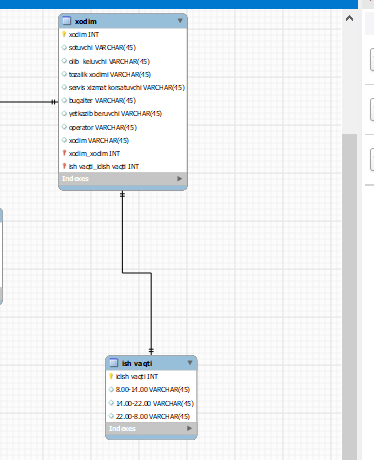 xodim
xodim INT
sotuvchi VARCHAR(45)
olib keluvchi VARCHAR(45)
tozalik xodimi VARCHAR(45)
servis xizmat korsatuvchi VARCHAR(45)
bugalter VARCHAR(45)
yetkazib beruvchi VARCHAR(45)
operator VARCHAR(45)
xodim VARCHAR(45)
xodim_xodim INT
ish vaqti_idish vaqti INT
Indexes
ish vaqti
idish vaqti INT
8.00-14.00 VARCHAR(45)
14.00-22.00 VARCHAR(45)
22.00-8.00 VARCHAR(45)
Indexes